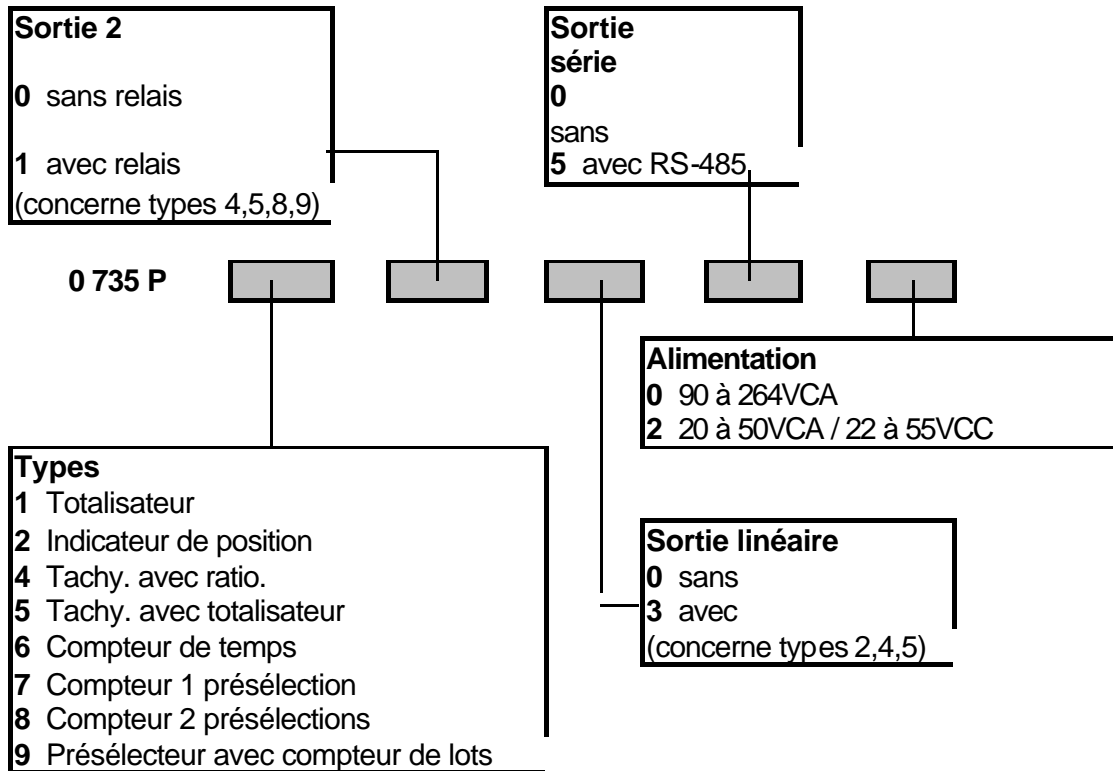 Sortie 2
0 sans relais
1 avec relais
(concerne types 4,5,8,9)
Sortie
série
0
sans
5 avec RS-485
0 735 P
Alimentation
0 90 à 264VCA
2 20 à 50VCA / 22 à 55VCC
Types
1 Totalisateur
2 Indicateur de position
4 Tachy. avec ratio.
5 Tachy. avec totalisateur
6 Compteur de temps
7 Compteur 1 présélection
8 Compteur 2 présélections
9 Présélecteur avec compteur de lots
Sortie linéaire
0 sans
3 avec
(concerne types 2,4,5)